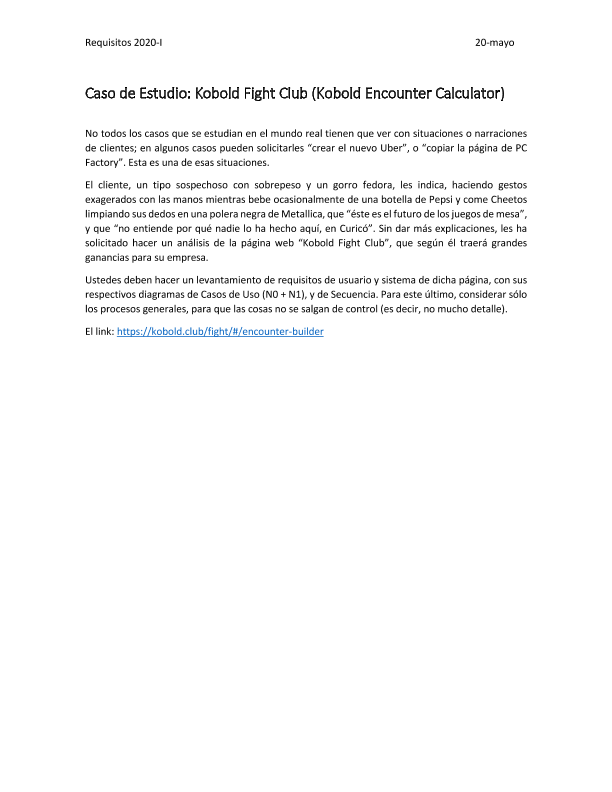 Requisitos 2020-I 20-mayo
Caso de Estudio: Kobold Fight Club (Kobold Encounter Calculator)
No todos los casos que se estudian en el mundo real tienen que ver con situaciones o narraciones
de clientes; en algunos casos pueden solicitarles “crear el nuevo Uber”, o “copiar la página de PC
Factory”. Esta es una de esas situaciones.
El cliente, un tipo sospechoso con sobrepeso y un gorro fedora, les indica, haciendo gestos
exagerados con las manos mientras bebe ocasionalmente de una botella de Pepsi y come Cheetos
limpiando sus dedos en una polera negra de Metallica, que “éste es el futuro de los juegos de mesa”,
y que “no entiende por qué nadie lo ha hecho aquí, en Curicó”. Sin dar más explicaciones, les ha
solicitado hacer un análisis de la página web “Kobold Fight Club”, que según él traerá grandes
ganancias para su empresa.
Ustedes deben hacer un levantamiento de requisitos de usuario y sistema de dicha página, con sus
respectivos diagramas de Casos de Uso (N0 + N1), y de Secuencia. Para este último, considerar sólo
los procesos generales, para que las cosas no se salgan de control (es decir, no mucho detalle).
El link: https://kobold.club/fight/#/encounter-builder